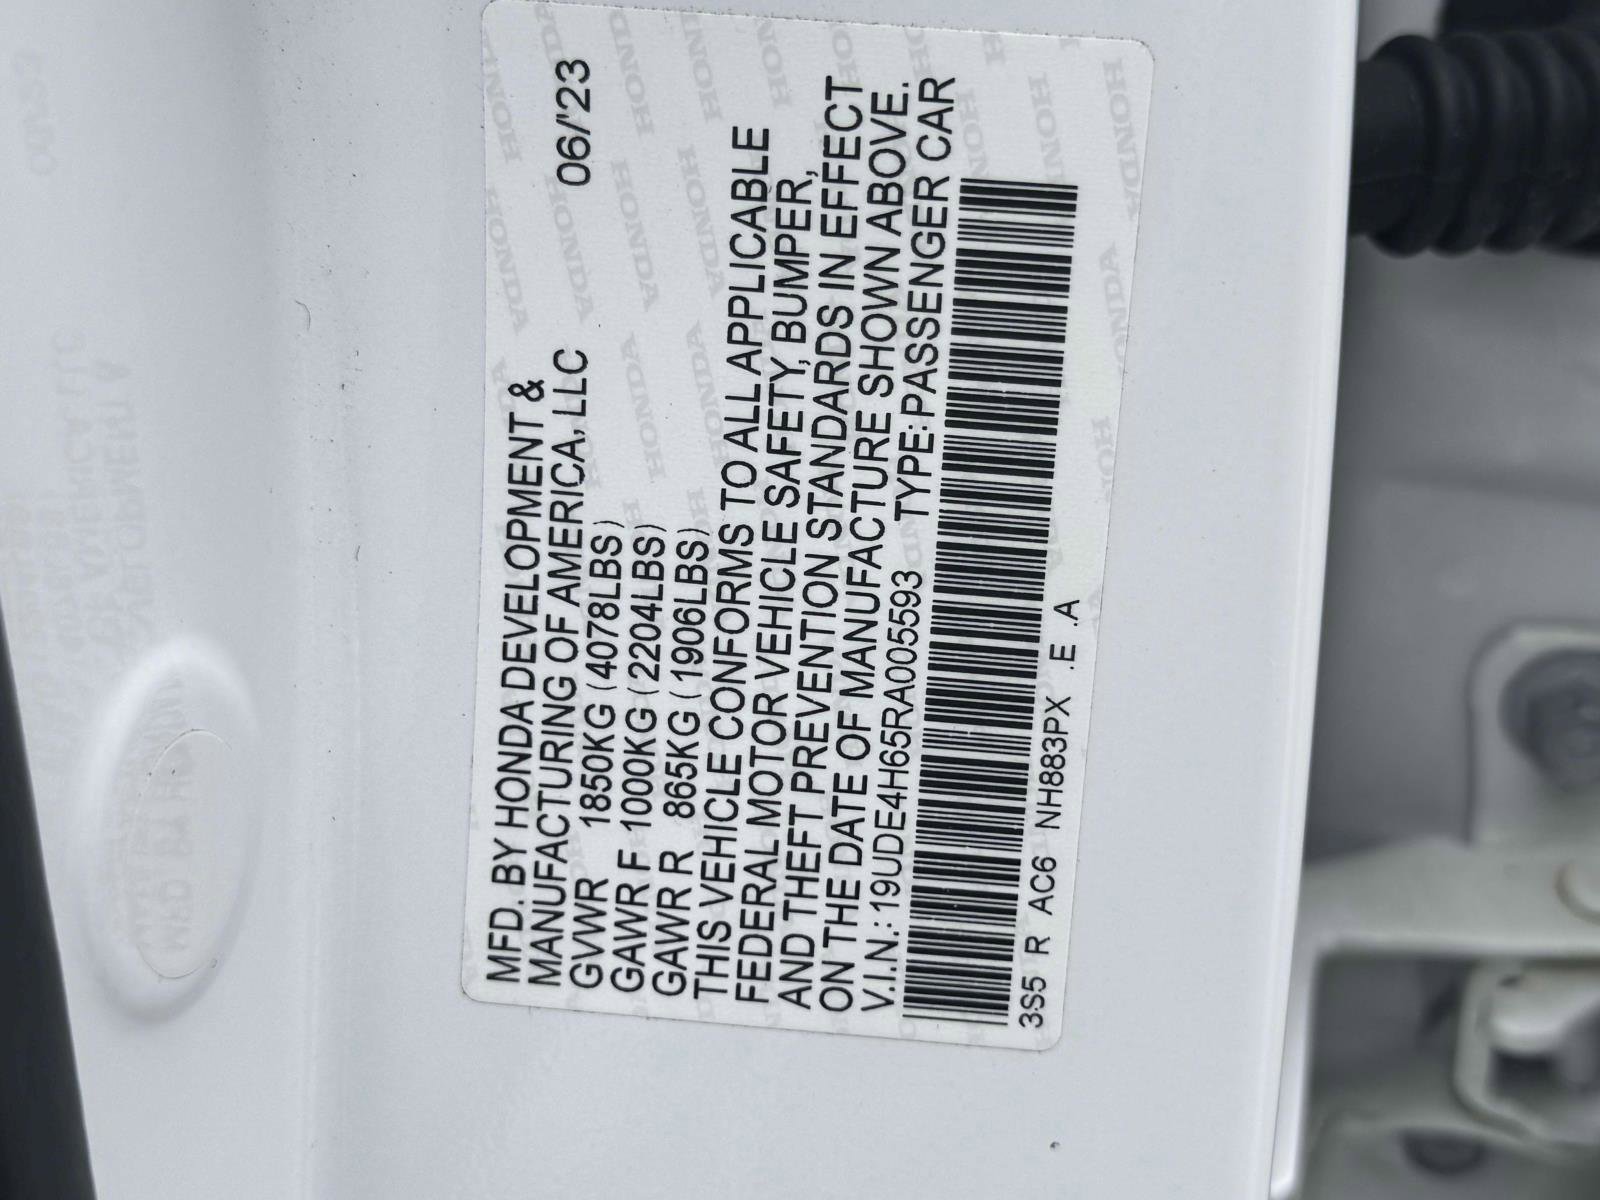 MFD. BY HONDA DEVELOPMENT &
MANUFACTURING OF AMERICA, LLC 06/'23
GVWR 1850KG (4078LBS)
GAWR F 1000KG (2204LBS)
GAWR R 865KG (1906LBS)
THIS VEHICLE CONFORMS TO ALL APPLICABLE
FEDERAL MOTOR VEHICLE SAFETY, BUMPER,
AND THEFT PREVENTION STANDARDS IN EFFECT
ON THE DATE OF MANUFACTURE SHOWN ABOVE.
V.I.N.: 19UDE4H65RA005593 TYPE: PASSENGER CAR
3S5 R AC6 NH883PX .E .A